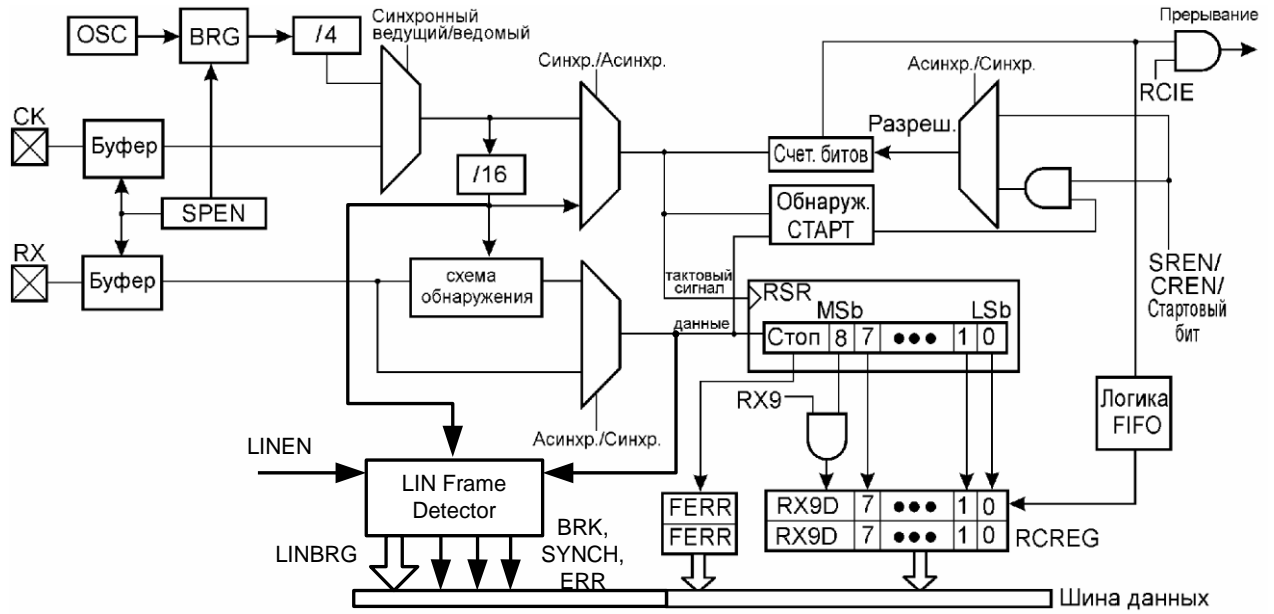 Прерывание
Синхронный
ведущий/ведомый
OSC
BRG
/4
Синхр./Асинхр.
Асинхр./Синхр.
RCIE
CK
Буфер
Разреш.
Счет. битов
/16
SPEN
Обнаруж.
СТАРТ
RX
Буфер
схема
обнаружения
тактовый
сигнал
RSR
MSb
LSb
SREN/
CREN/
Стартовый
бит
данные
Стоп 8 7 ●●● 1 0
RX9
Логика
FIFO
Асинхр./Синхр.
LINEN
LIN Frame
Detector
FERR
FERR
RX9D 7 ●●● 1 0
RX9D 7 ●●● 1 0
RCREG
LINBRG
BRK,
SYNCH,
ERR
Шина данных